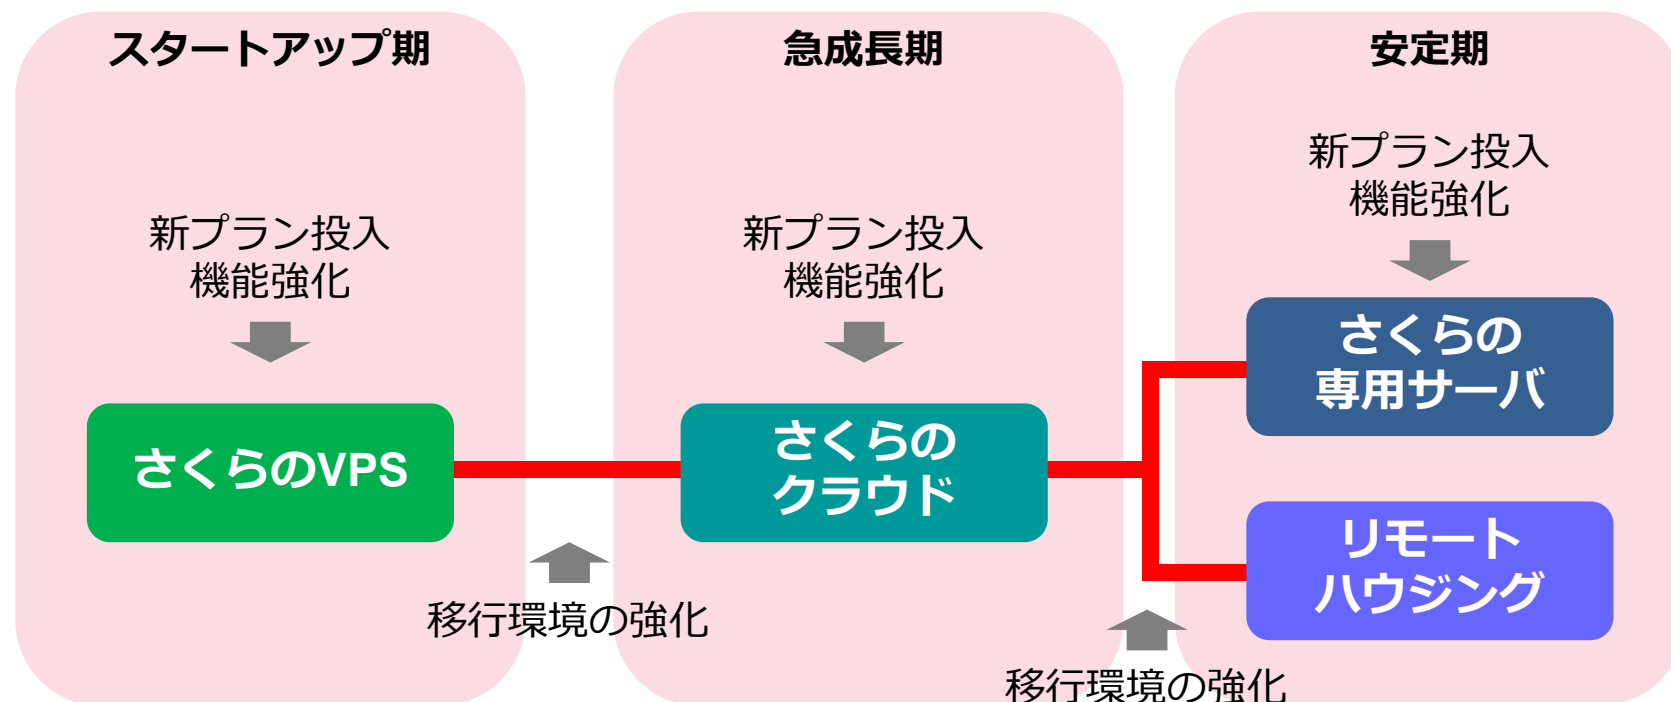 スタートアップ期
新プラン投入
機能強化
さくらのVPS
移行環境の強化
急成長期
新プラン投入
機能強化
さくらの
クラウド
移行環境の強化
安定期
新プラン投入
機能強化
さくらの
専用サーバ
リモート
ハウジング